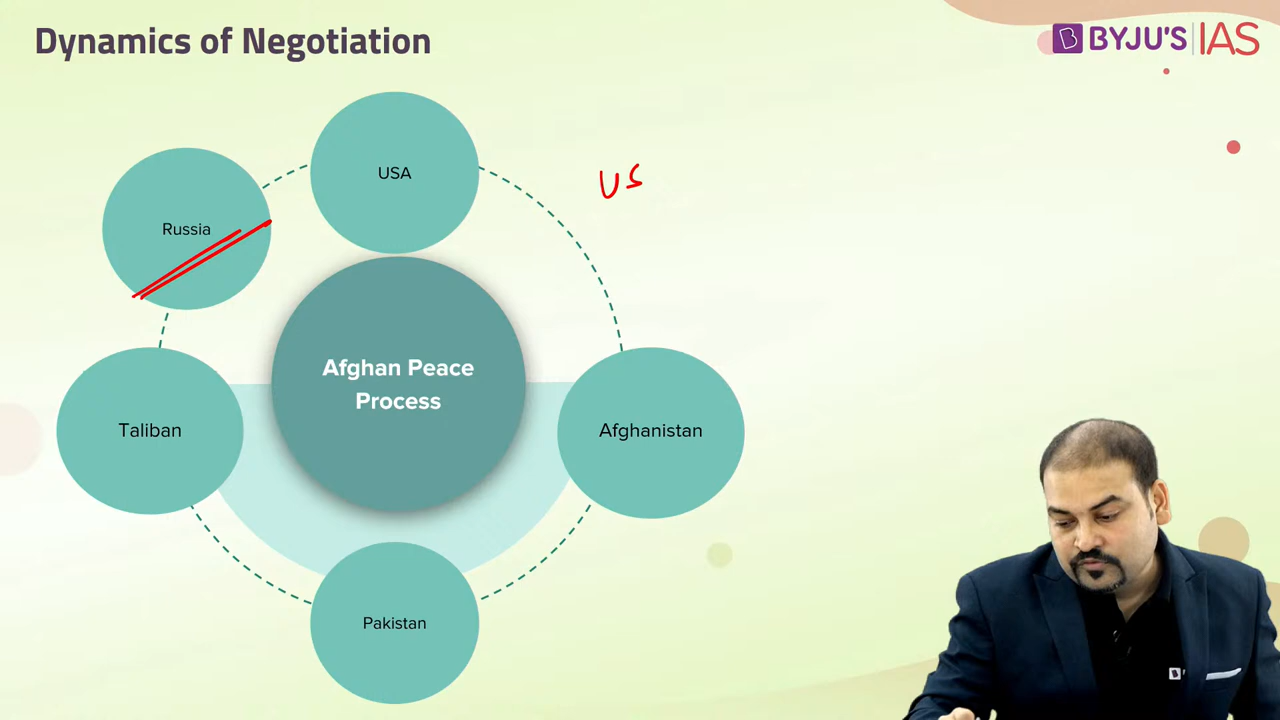 Dynamics of Negotiation
BYJU'S IAS
USA
US
Russia
Afghan Peace
Process
Taliban
Afghanistan
Pakistan